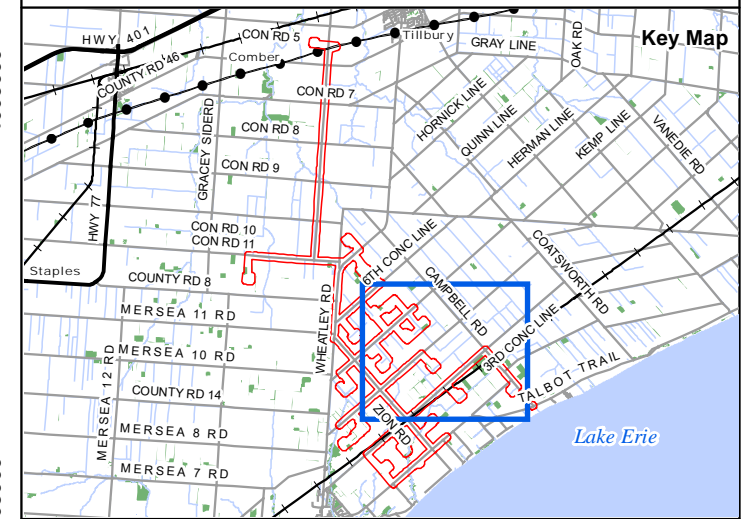 Key Map
HWY 401
CON RD 5
Tillbury
GRAY LINE
OAK RD
COUNTY RD 46
Comber
CON RD 7
HORNICK LINE
QUINN LINE
HERMAN LINE
KEMP LINE
VANEDIE RD
GRACEY SIDERD
CON RD 8
CON RD 9
HWY 77
CON RD 10
CON RD 11
6TH CONC LINE
COATSWORTH RD
Staples
COUNTY RD 8
CAMPBELL RD
WHEATLEY RD
MERSEA 11 RD
3RD CONC LINE
MERSEA 10 RD
MERSEA 12 RD
COUNTY RD 14
TALBOT TRAIL
ZION RD
Lake Erie
MERSEA 8 RD
MERSEA 7 RD